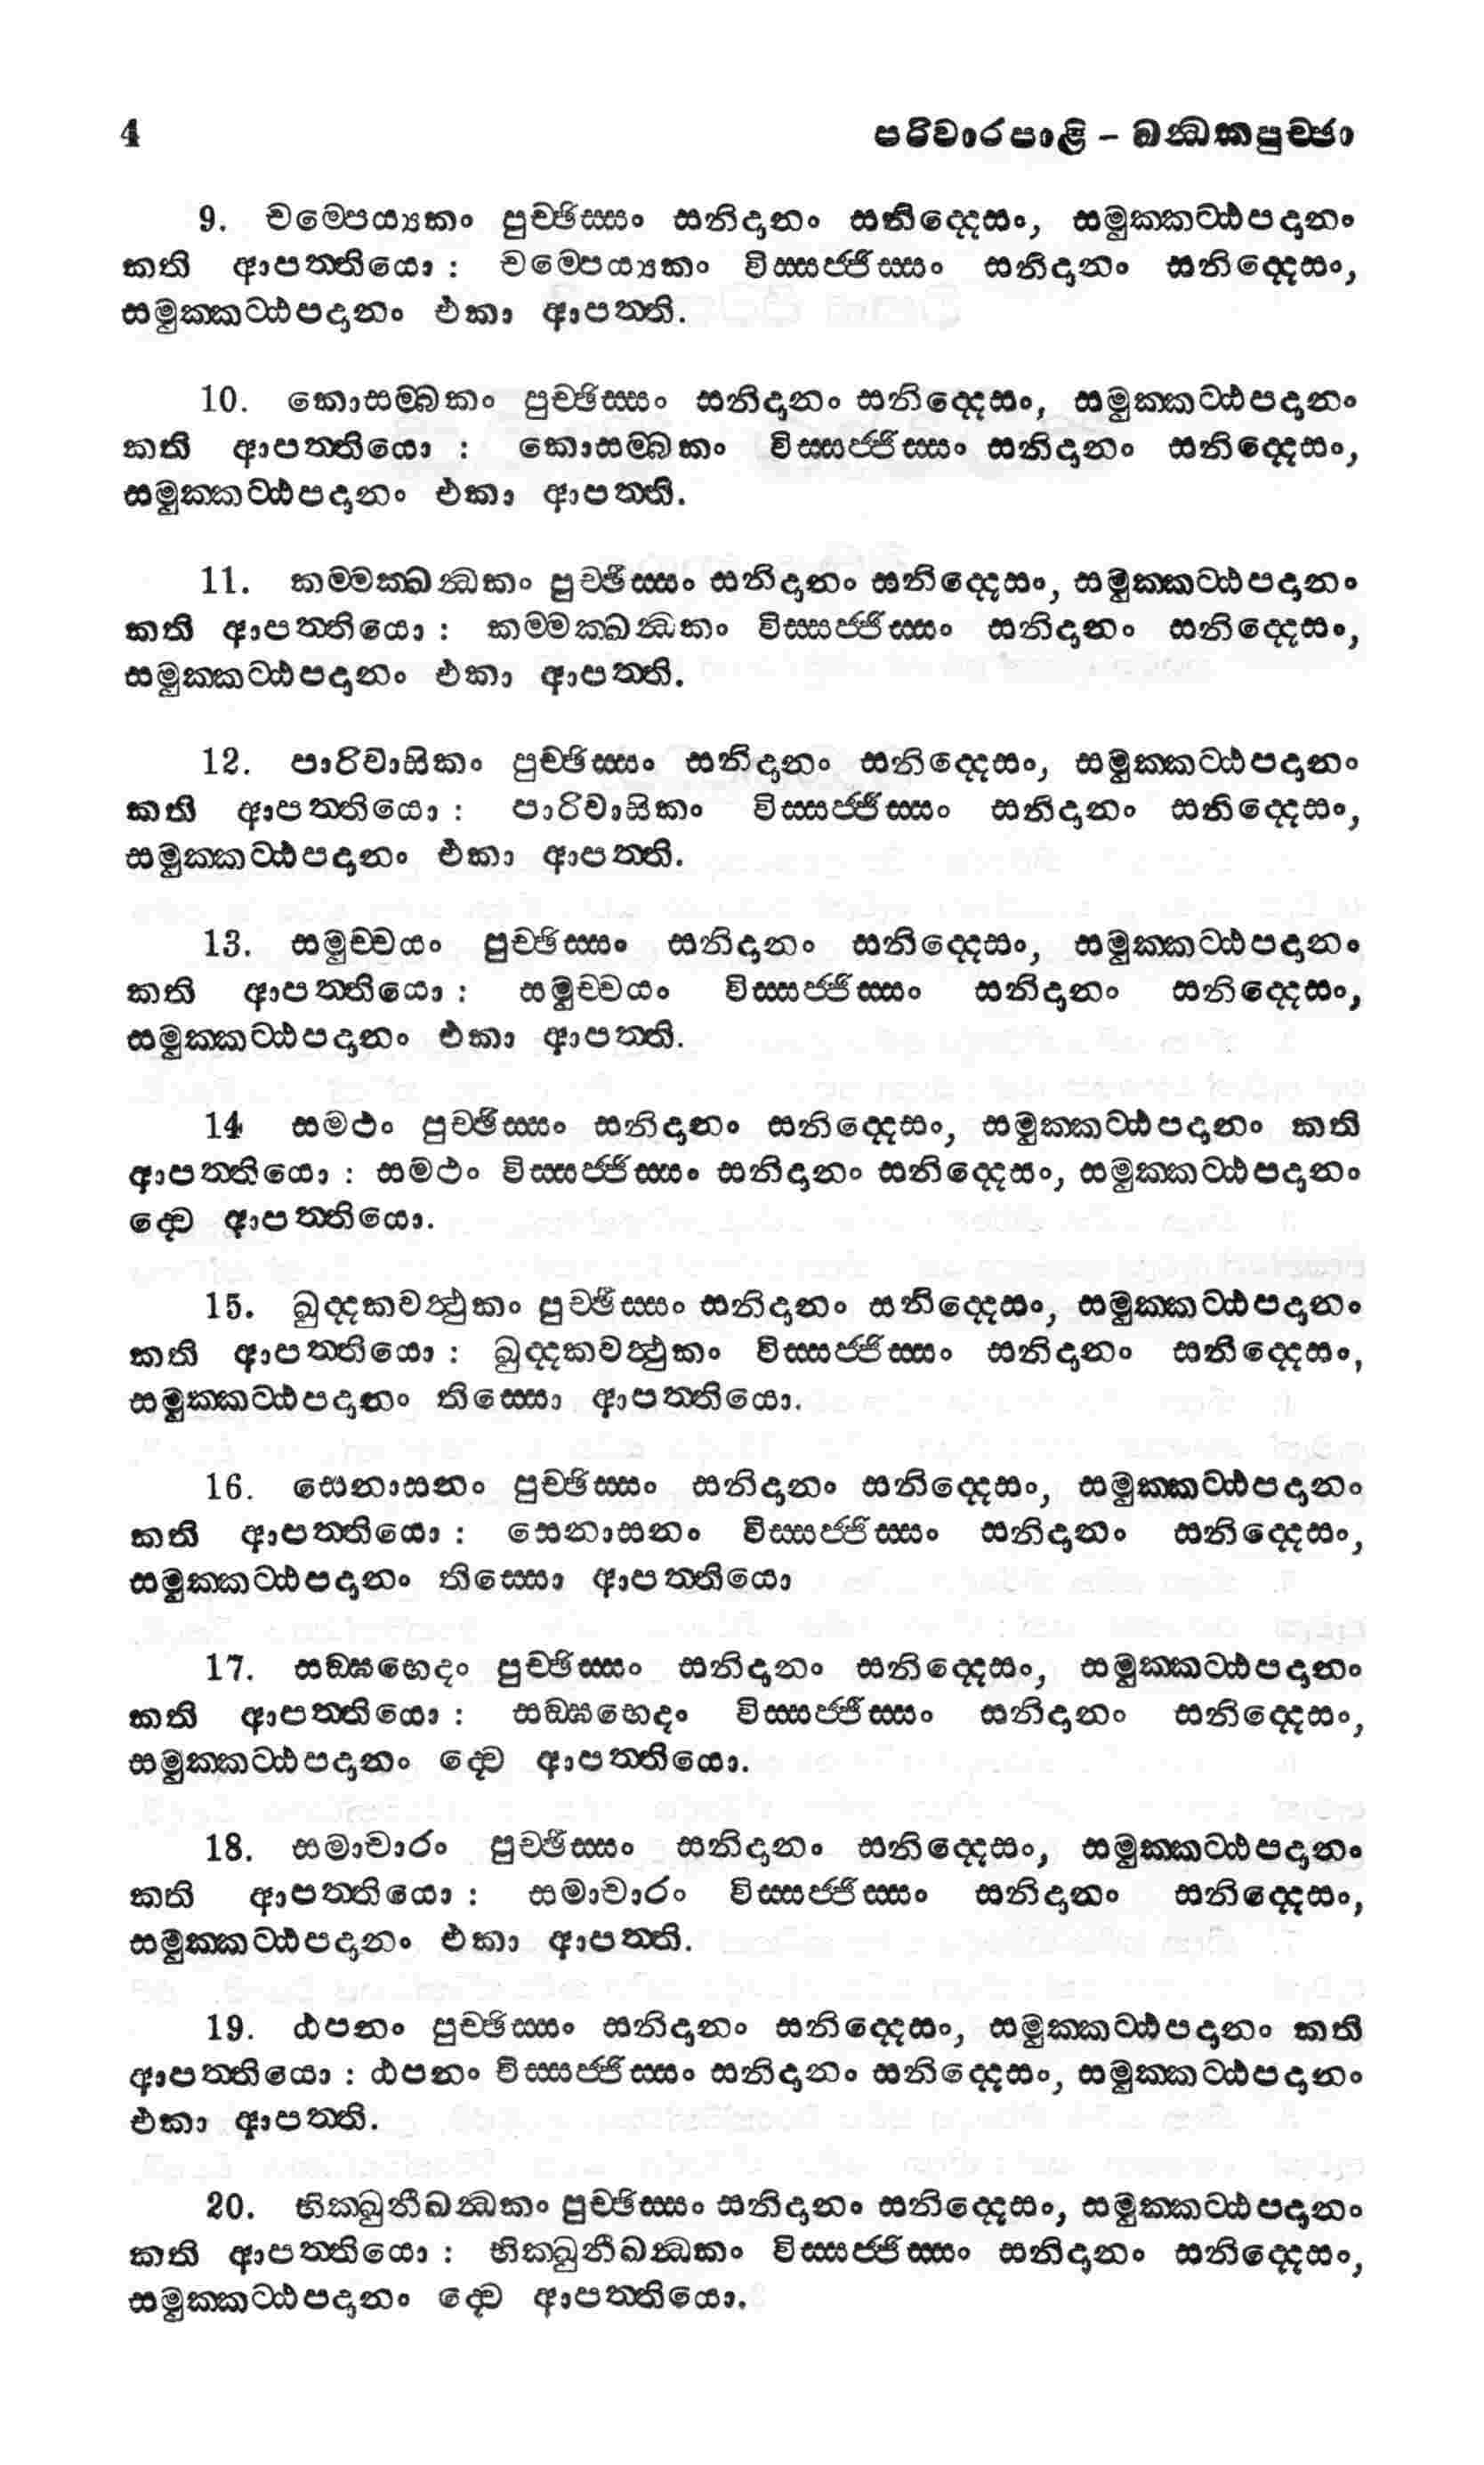 4 පරිවාරපාළි – ඛන්‍ධකපුච්ඡා
9. චම්පෙය්‍යකං පුච්ඡිස්සං සනිදානං සනිද්දෙසං, සමුක්කට්ඨපදානං
කති ආපත්තියො : චම්පෙය්‍යකං විස්සජ්ජිස්සං සනිදානං සනිද්දෙසං,
සමුක්කට්ඨපදානං එකා ආපත්ති.
10. කොසම්බකං පුච්ඡිස්සං සනිදානං සනිද්දෙසං, සමුක්කට්ඨපදානං
කති ආපත්තියො : කොසම්බකං විස්සජ්ජිස්සං සනිදානං සනිද්දෙසං,
සමුක්කට්ඨපදානං එකා ආපත්ති.
11. කම්මක්ඛන්‍ධකං පුච්ඡිස්සං සනිදානං සනිද්දෙසං, සමුක්කට්ඨපදානං
කති ආපත්තියො : කම්මක්ඛන්‍ධකං විස්සජ්ජිස්සං සනිදානං සනිද්දෙසං,
සමුක්කට්ඨපදානං එකා ආපත්ති.
12. පාරිවාසිකං පුච්ඡිස්සං සනිදානං සනිද්දෙසං, සමුක්කට්ඨපදානං
කති ආපත්තියො : පාරිවාසිකං විස්සජ්ජිස්සං සනිදානං සනිද්දෙසං,
සමුක්කට්ඨපදානං එකා ආපත්ති.
13. සමුච්චයං පුච්ඡිස්සං සනිදානං සනිද්දෙසං, සමුක්කට්ඨපදානං
කති ආපත්තියො : සමුච්චයං විස්සජ්ජිස්සං සනිදානං සනිද්දෙසං,
සමුක්කට්ඨපදානං එකා ආපත්ති.
14 සමථං පුච්ඡිස්සං සනිදානං සනිද්දෙසං, සමුක්කට්ඨපදානං කති
ආපත්තියො : සමථං විස්සජ්ජිස්සං සනිදානං සනිද්දෙසං, සමුක්කට්ඨපදානං
ද්වෙ ආපත්තියො.
15. ඛුද්දකවත්‍ථුකං පුච්ඡිස්සං සනිදානං සනිද්දෙසං, සමුක්කට්ඨපදානං
කති ආපත්තියො : ඛුද්දකවත්‍ථුකං විස්සජ්ජිස්සං සනිදානං සනිද්දෙසං,
සමුක්කට්ඨපදානං තිස්සො ආපත්තියො.
16. සෙනාසනං පුච්ඡිස්සං සනිදානං සනිද්දෙසං, සමුක්කට්ඨපදානං
කති ආපත්තියො : සෙනාසනං විස්සජ්ජිස්සං සනිදානං සනිද්දෙසං,
සමුක්කට්ඨපදානං තිස්සො ආපත්තියො
17. සඞ්ඝභෙදං පුච්ඡිස්සං සනිදානං සනිද්දෙසං, සමුක්කට්ඨපදානං
කති ආපත්තියො : සඞ්ඝභෙදං විස්සජ්ජිස්සං සනිදානං සනිද්දෙසං,
සමුක්කට්ඨපදානං ද්වෙ ආපත්තියො.
18. සමාචාරං පුච්ඡිස්සං සනිදානං සනිද්දෙසං, සමුක්කට්ඨපදානං
කති ආපත්තියො : සමාචාරං විස්සජ්ජිස්සං සනිදානං සනිද්දෙසං,
සමුක්කට්ඨපදානං එකා ආපත්ති.
19. ඨපනං පුච්ඡිස්සං සනිදානං සනිද්දෙසං, සමුක්කට්ඨපදානං කති
ආපත්තියො : ඨපනං විස්සජ්ජිස්සං සනිදානං සනිද්දෙසං, සමුක්කට්ඨපදානං
එකා ආපත්ති.
20. භික්ඛුනීඛන්‍ධකං පුච්ඡිස්සං සනිදානං සනිද්දෙසං, සමුක්කට්ඨපදානං
කති ආපත්තියො : භික්ඛුනීඛන්‍ධකං විස්සජ්ජිස්සං සනිදානං සනිද්දෙසං,
සමුක්කට්ඨපදානං ද්වෙ ආපත්තියො.